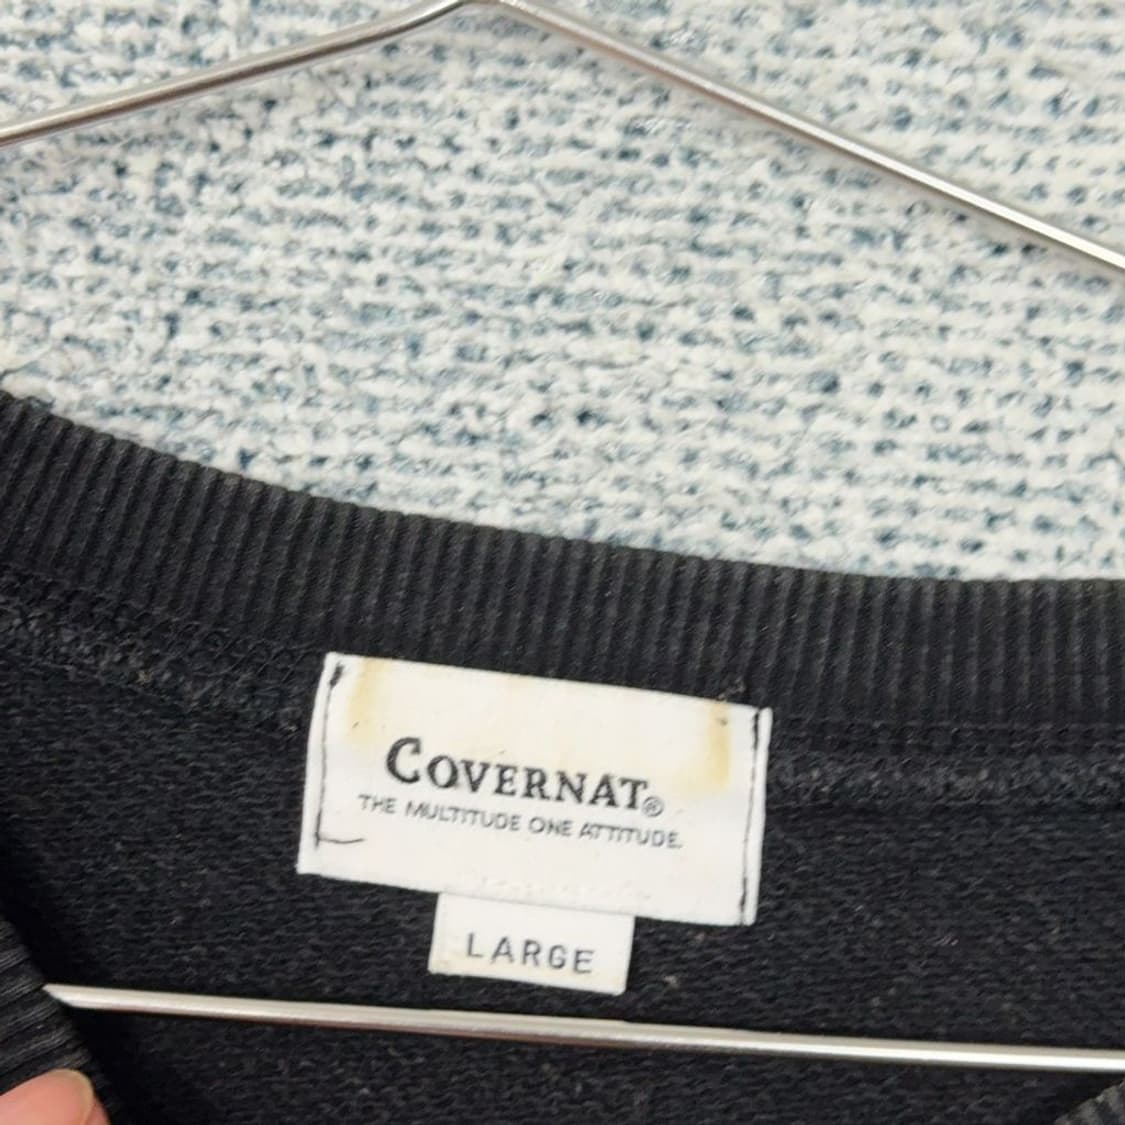 COVERNAT®
THE MULTITUDE ONE ATTITUDE.
LARGE